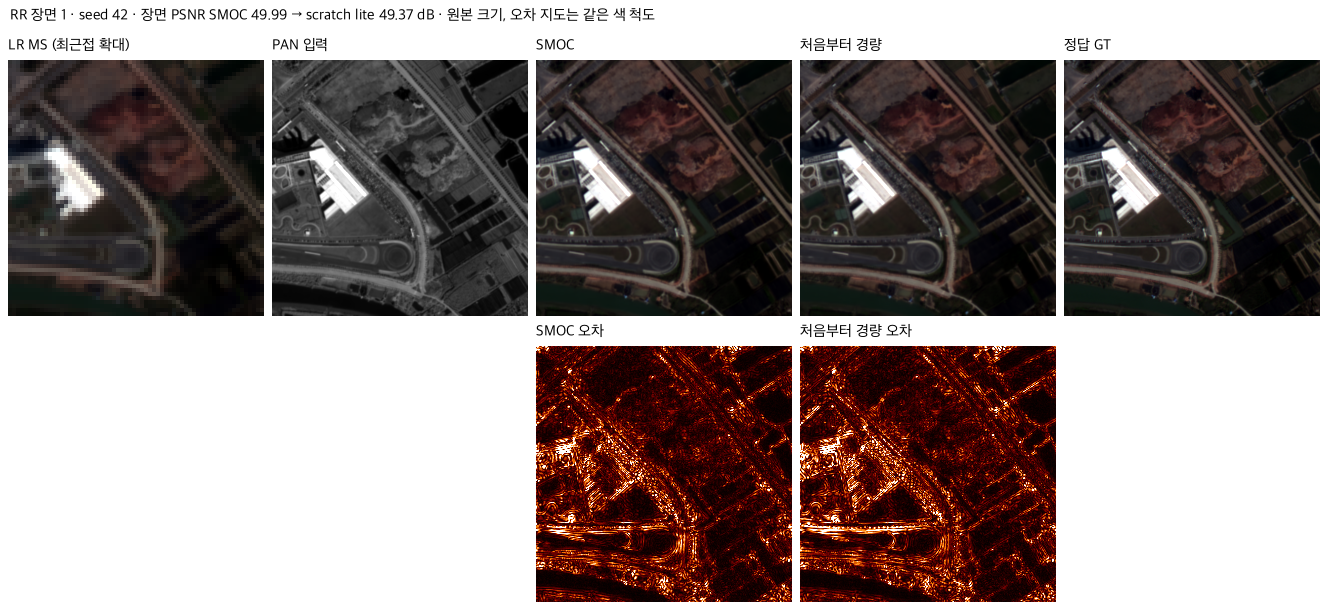 RR 장면 1 · seed 42 · 장면 PSNR SMOC 49.99 → scratch lite 49.37 dB · 원본 크기, 오차 지도는 같은 색 척도
LR MS (최근접 확대)
PAN 입력
SMOC
처음부터 경량
정답 GT
SMOC 오차
처음부터 경량 오차